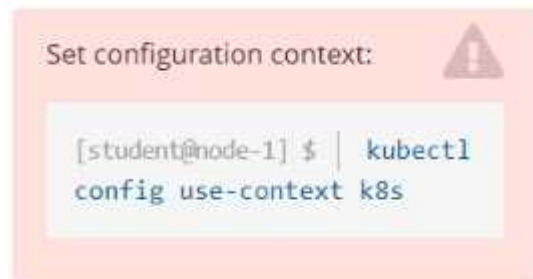 Set configuration context:
[student@node-1] $ | kubectl
config use-context k8s